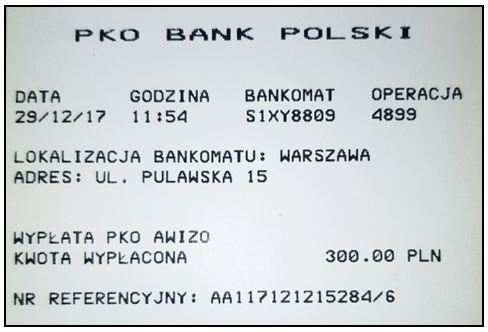 PKO BANK POLSKI
DATA GODZINA BANKOMAT OPERACJA
29/12/17 11:54 S1XY8809 4899
LOKALIZACJA BANKOMATU: WARSZAWA
ADRES: UL. PULAWSKA 15
WYPŁATA PKO AWIZO
KWOTA WYPŁACONA 300.00 PLN
NR REFERENCYJNY: AA117121215284/6